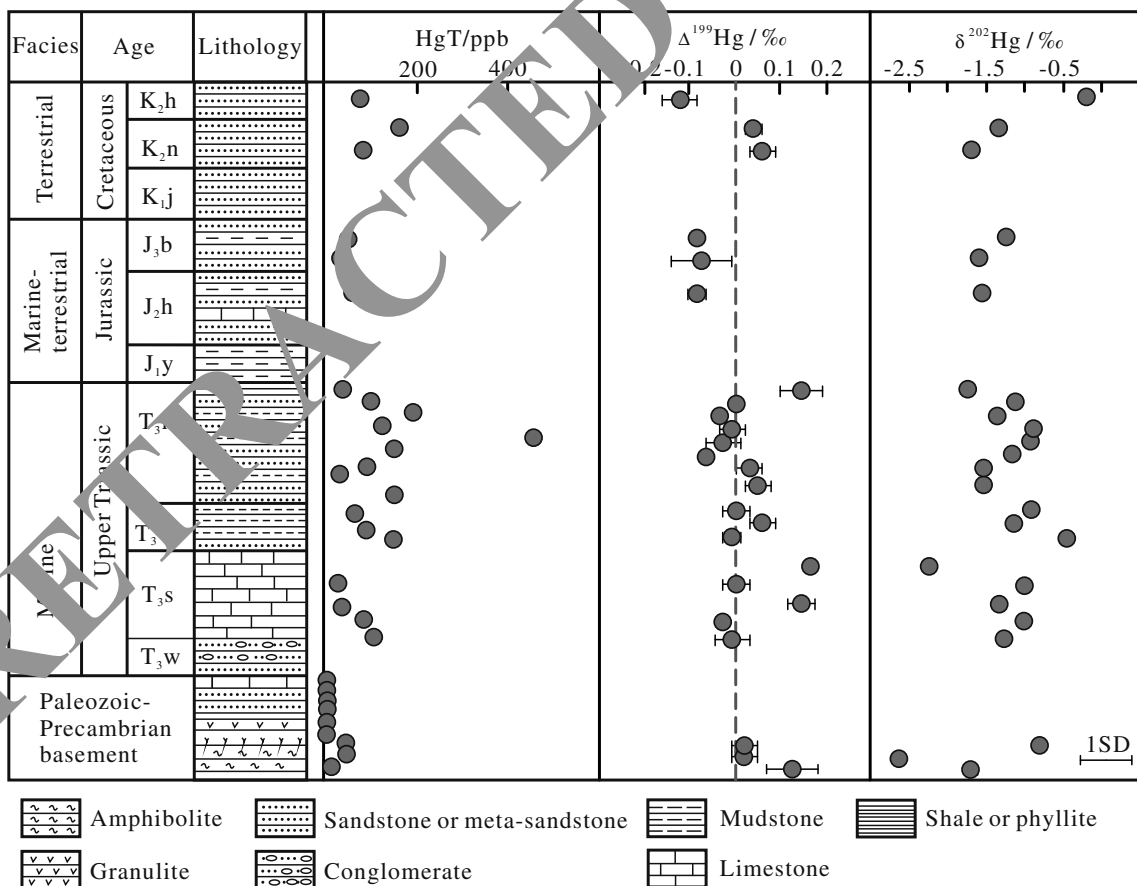 Facies Age Lithology HgT/ppb Δ¹⁹⁹Hg / ‰ δ²⁰²Hg / ‰
200 400 -0.1 0 0.1 0.2 -2.5 -1.5 -0.5
Terrestrial
Cretaceous
K₂h
K₂n
K₁j
Marine-
terrestrial
Jurassic
J₃b
J₂h
J₁y
Upper Triassic
T₃s
T₃w
Paleozoic-
Precambrian
basement
1SD
RETRACTED
Amphibolite Sandstone or meta-sandstone Mudstone Shale or phyllite
Granulite Conglomerate Limestone